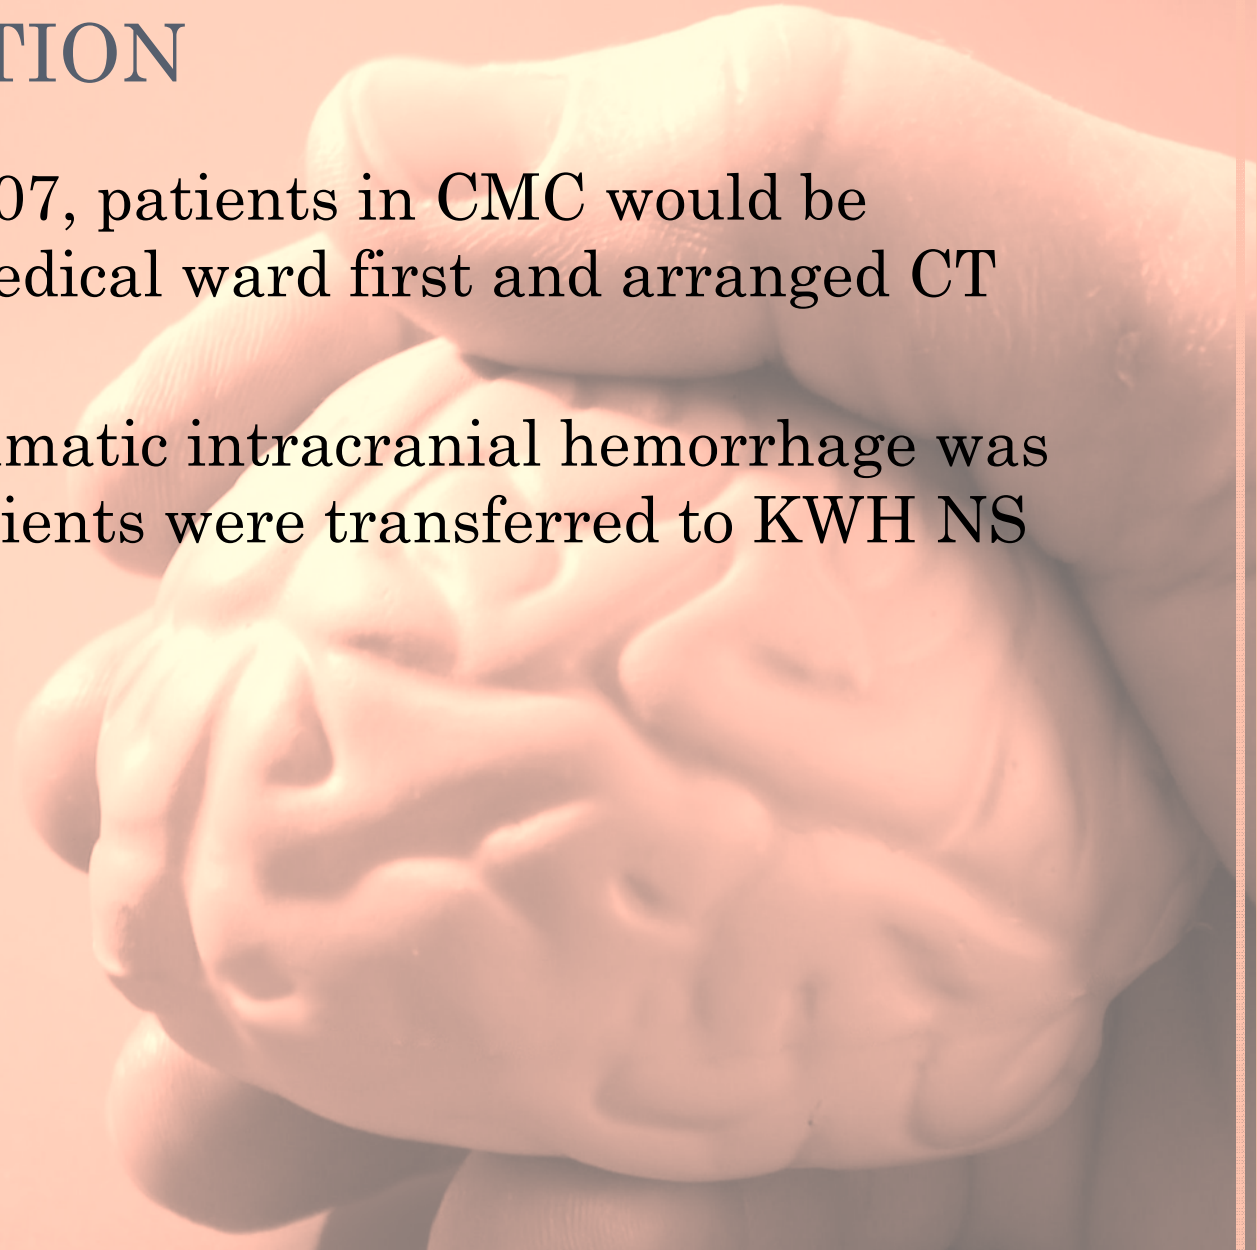 TION
07, patients in CMC would be
edical ward first and arranged CT
matic intracranial hemorrhage was
ients were transferred to KWH NS